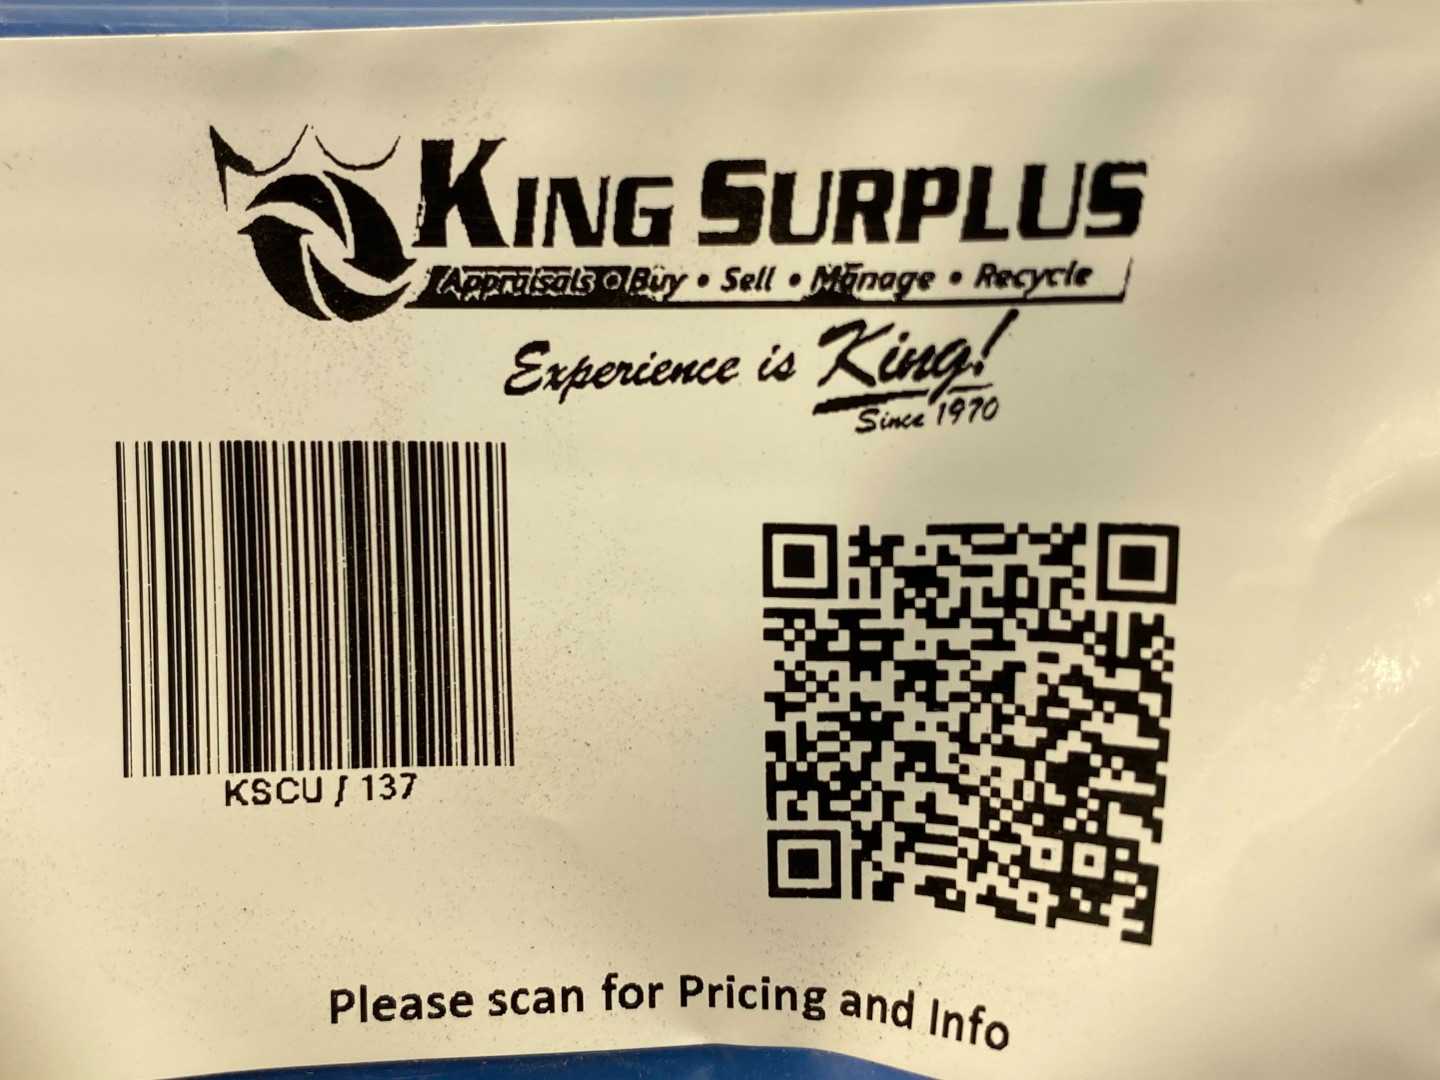 KING SURPLUS
Appraisals • Buy • Sell • Manage • Recycle
Experience is King!
Since 1970
KSCU / 137
Please scan for Pricing and Info